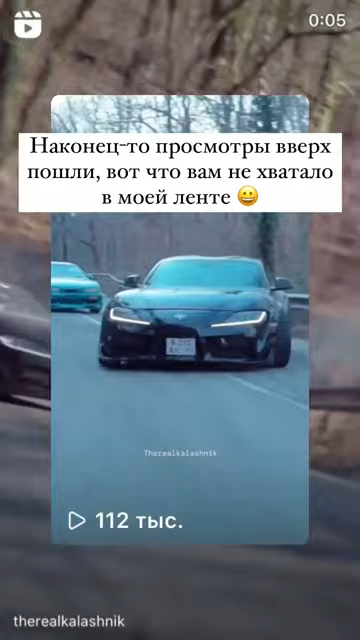 0:05
Наконец-то просмотры вверх
пошли, вот что вам не хватало
в моей ленте 😀
Therealkalashnik
112 тыс.
therealkalashnik